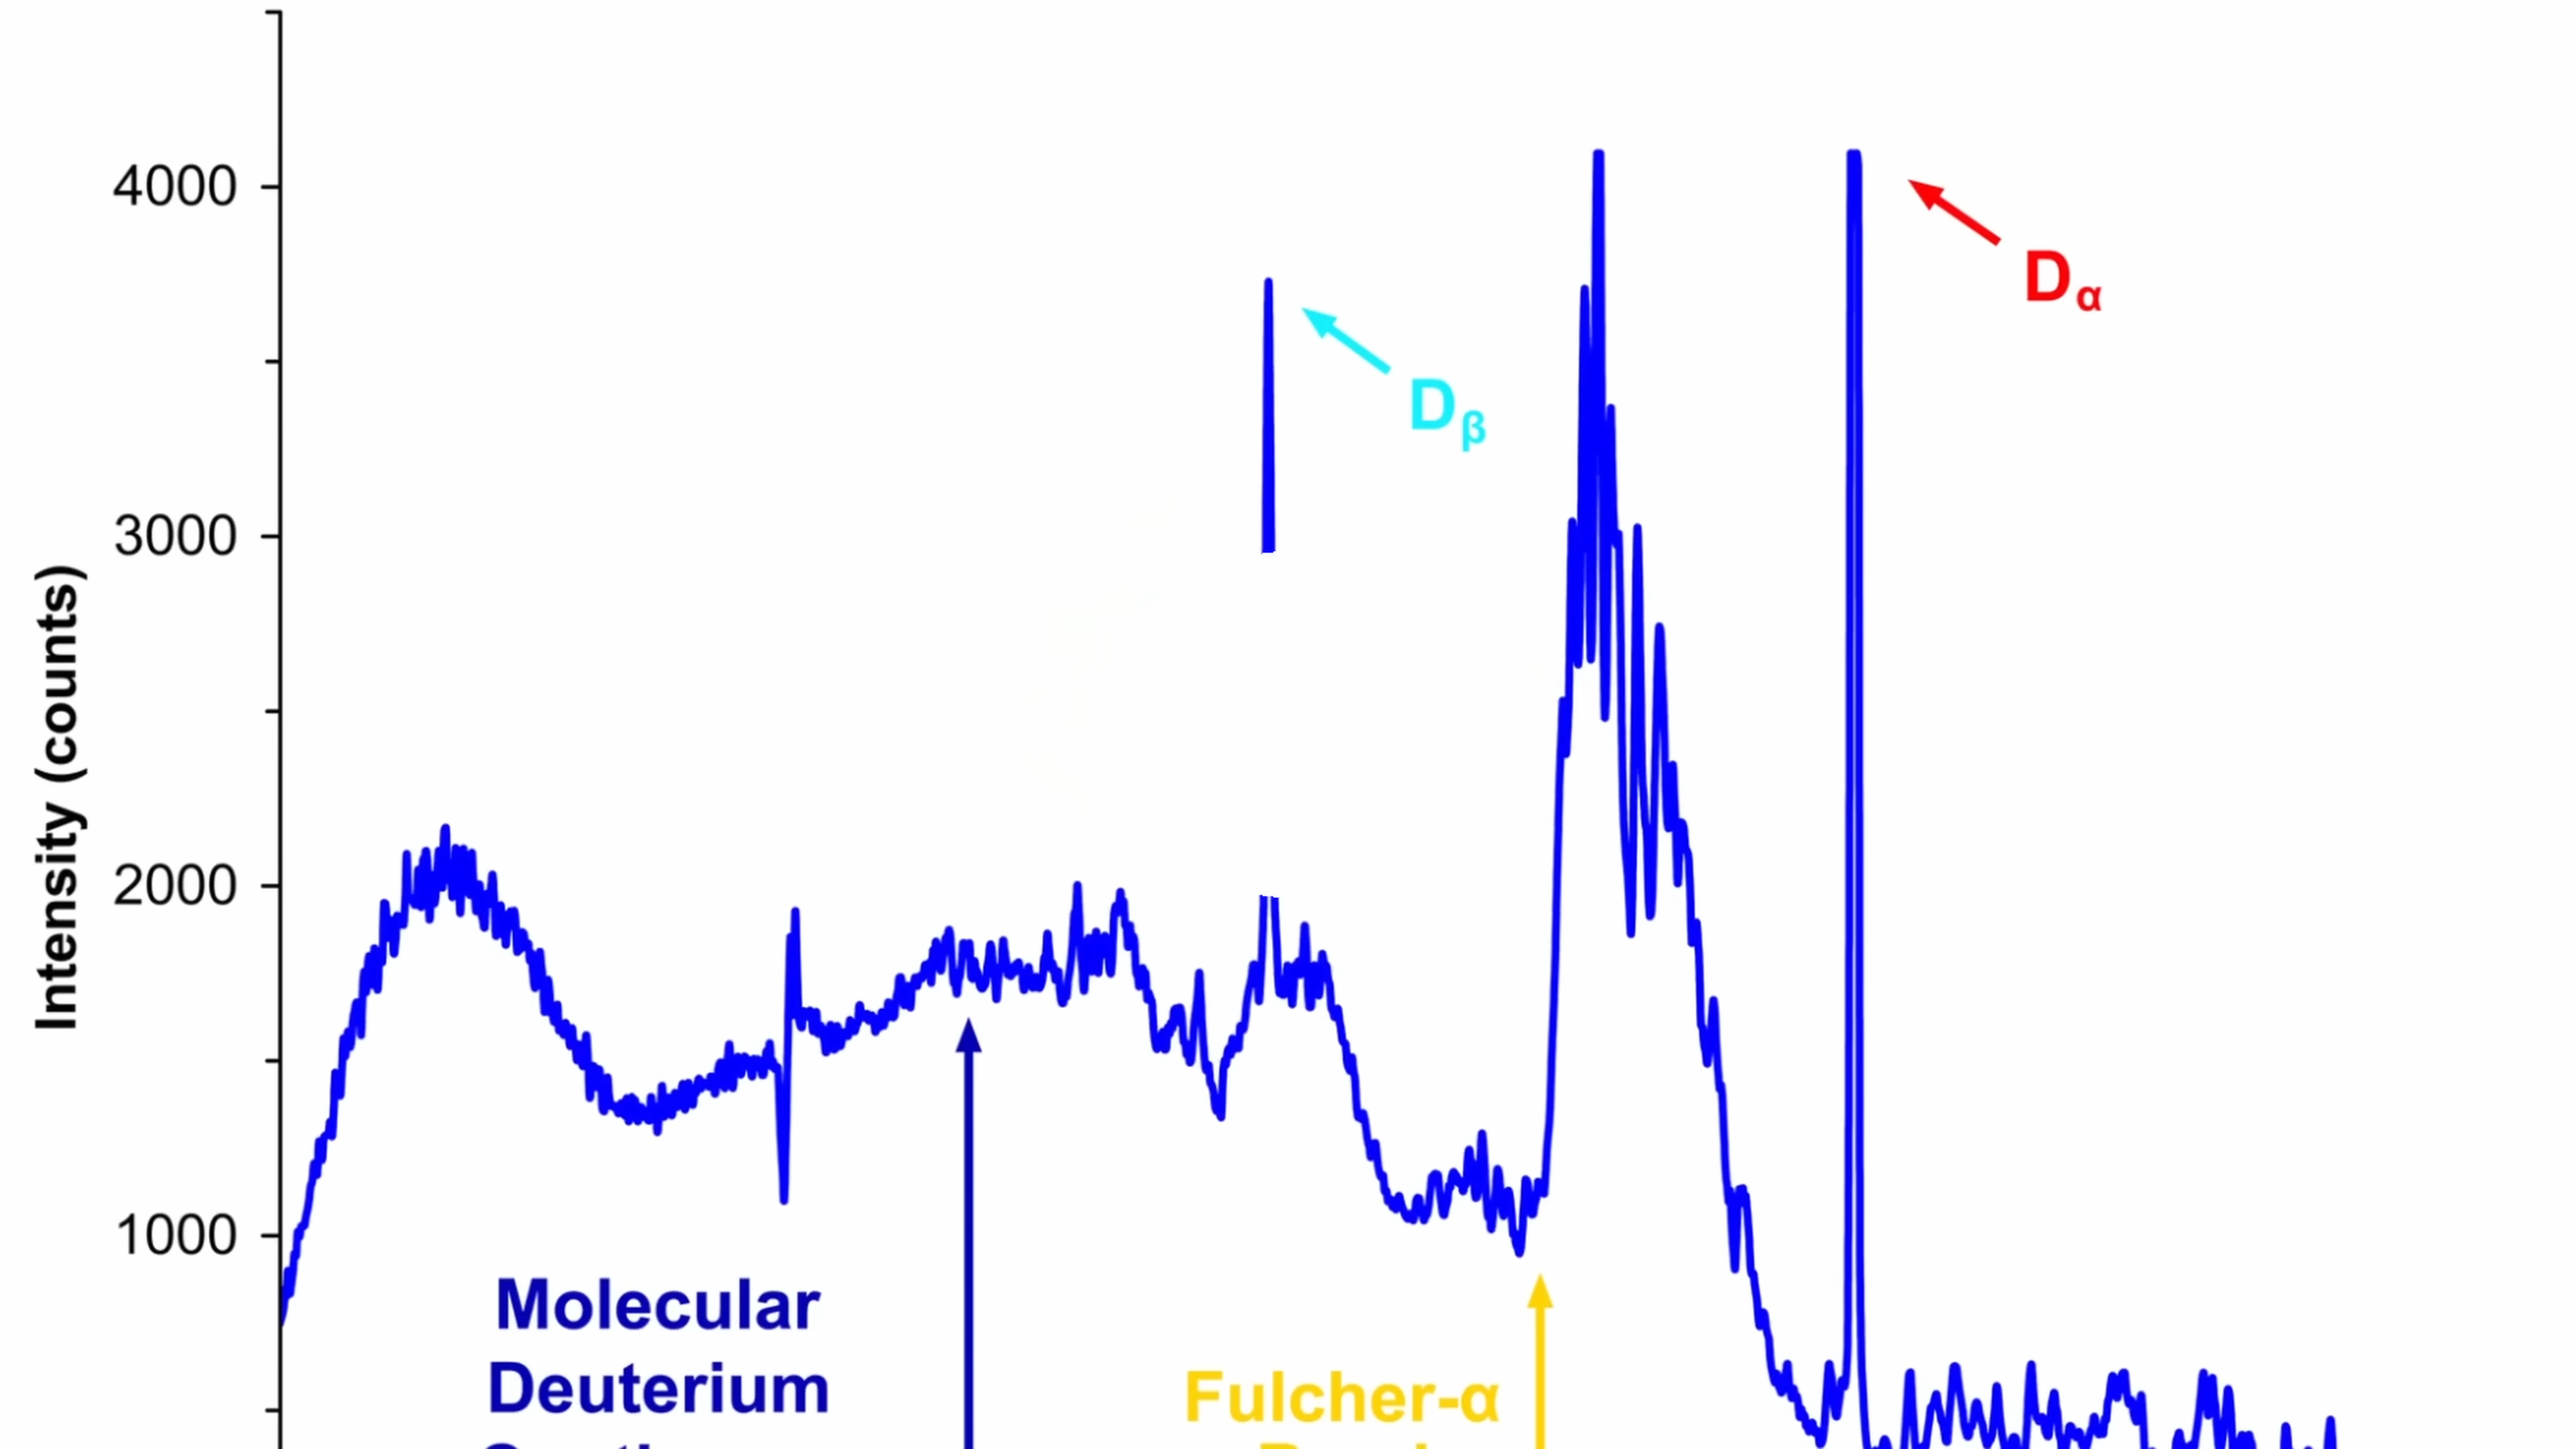 4000
3000
2000
1000
Intensity (counts)
Dα
Dβ
Molecular
Deuterium
Fulcher-α